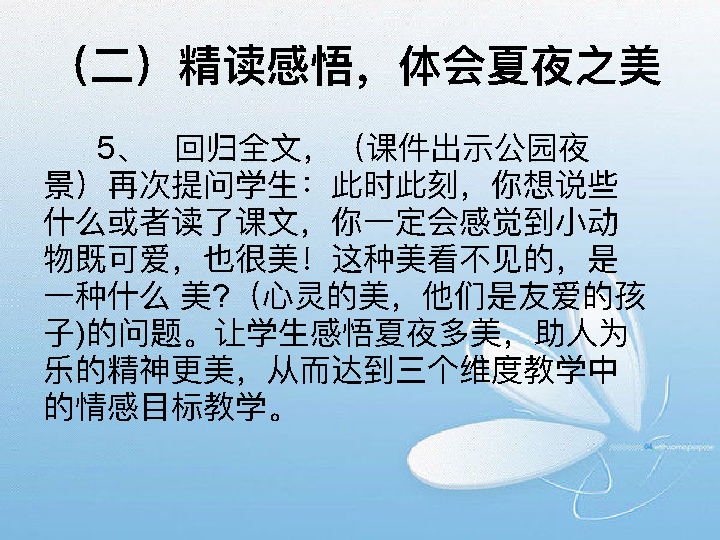 （二）精读感悟，体会夏夜之美
5、 回归全文，（课件出示公园夜
景）再次提问学生：此时此刻，你想说些
什么或者读了课文，你一定会感觉到小动
物既可爱，也很美！这种美看不见的，是
一种什么 美?（心灵的美，他们是友爱的孩
子)的问题。让学生感悟夏夜多美，助人为
乐的精神更美，从而达到三个维度教学中
的情感目标教学。